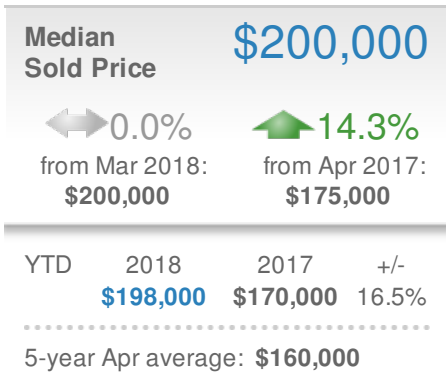 Median
Sold Price
$200,000
0.0%
from Mar 2018:
$200,000
14.3%
from Apr 2017:
$175,000
YTD 2018 2017 +/-
$198,000 $170,000 16.5%
5-year Apr average: $160,000